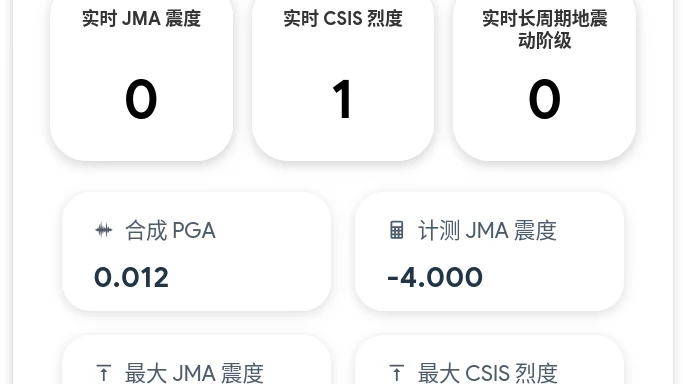 实时 JMA 震度
实时 CSIS 烈度
实时长周期地震
动阶级
0
1
0
合成 PGA
计测 JMA 震度
0.012
-4.000
最大 JMA 震度
最大 CSIS 烈度